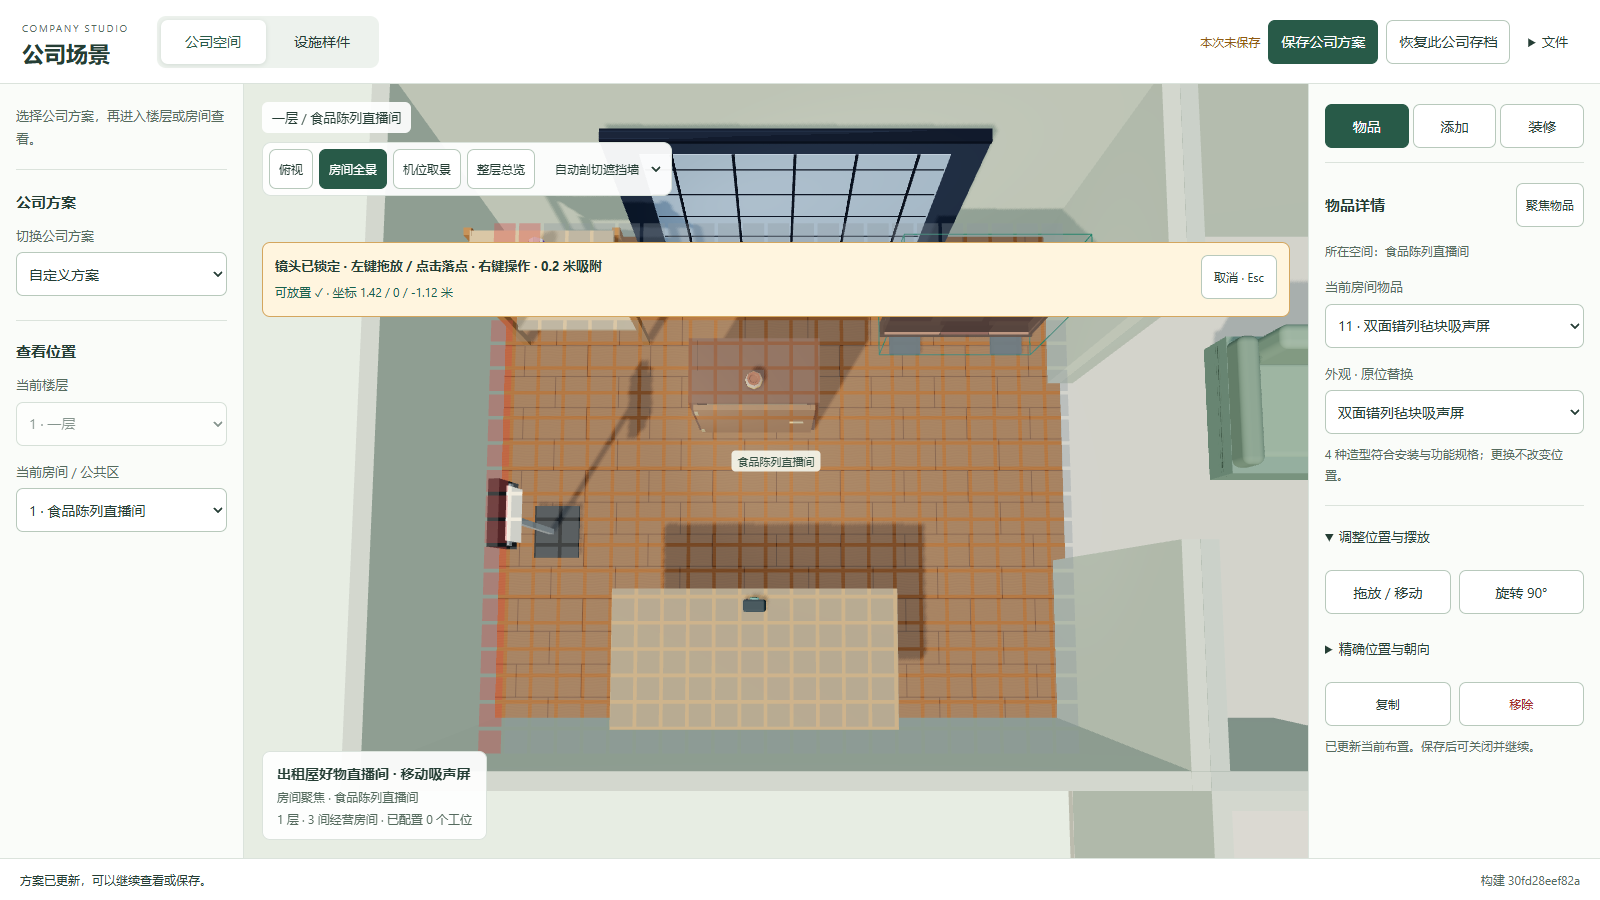 COMPANY STUDIO
公司场景
公司空间
设施样件
本次未保存
保存公司方案
恢复此公司存档
▶ 文件
选择公司方案，再进入楼层或房间查
看。
公司方案
切换公司方案
自定义方案
查看位置
当前楼层
1 · 一层
当前房间 / 公共区
1 · 食品陈列直播间
一层 / 食品陈列直播间
俯视
房间全景
机位取景
整层总览
自动剖切遮挡墙
镜头已锁定 · 左键拖放 / 点击落点 · 右键操作 · 0.2 米吸附
可放置 ✓ · 坐标 1.42 / 0 / -1.12 米
取消 · Esc
食品陈列直播间
出租屋好物直播间 · 移动吸声屏
房间聚焦 · 食品陈列直播间
1 层 · 3 间经营房间 · 已配置 0 个工位
物品
添加
装修
物品详情
聚焦物品
所在空间：食品陈列直播间
当前房间物品
11 · 双面错列毡块吸声屏
外观 · 原位替换
双面错列毡块吸声屏
4 种造型符合安装与功能规格；更换不改变位
置。
▼ 调整位置与摆放
拖放 / 移动
旋转 90°
▶ 精确位置与朝向
复制
移除
已更新当前布置。保存后可关闭并继续。
方案已更新，可以继续查看或保存。
构建 30fd28eef82a